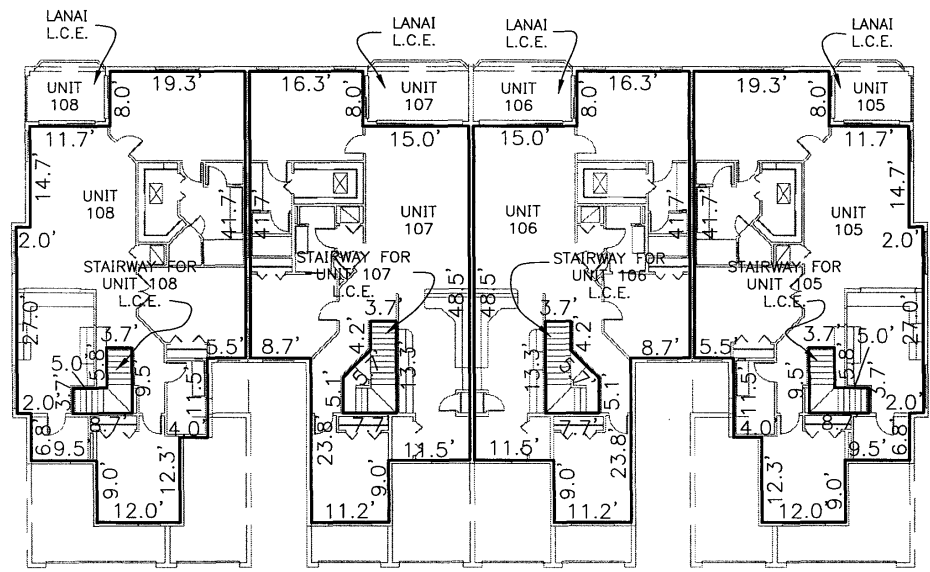 LANAI
L.C.E.
LANAI
L.C.E.
LANAI
L.C.E.
LANAI
L.C.E.
UNIT
108
8.0'
19.3'
16.3'
8.0'
UNIT
107
UNIT
106
8.0'
16.3'
19.3'
8.0'
UNIT
105
11.7'
15.0'
15.0'
11.7'
14.7'
UNIT
108
41.7'
41.7'
UNIT
107
UNIT
106
41.7'
41.7'
UNIT
105
14.7'
2.0'
2.0'
STAIRWAY FOR
UNIT 108
L.C.E.
STAIRWAY FOR
UNIT 107
L.C.E.
STAIRWAY FOR
UNIT 106
L.C.E.
STAIRWAY FOR
UNIT 105
L.C.E.
48.5'
48.5'
27.0'
3.7'
5.5'
8.7'
3.7'
4.2'
13.3'
3.7'
4.2'
13.3'
8.7'
5.5'
3.7'
27.0'
5.0'
5.8'
9.5'
11.5'
5.1'
5.1'
11.5'
9.5'
5.8'
5.0'
3.7'
2.0'
3.7'
2.0'
8.7'
4.0'
7.7'
7.7'
4.0'
8.7'
6.8'
9.5'
23.8'
11.5'
11.5'
23.8'
9.5'
6.8'
9.0'
12.3'
9.0'
9.0'
12.3'
9.0'
12.0'
11.2'
11.2'
12.0'